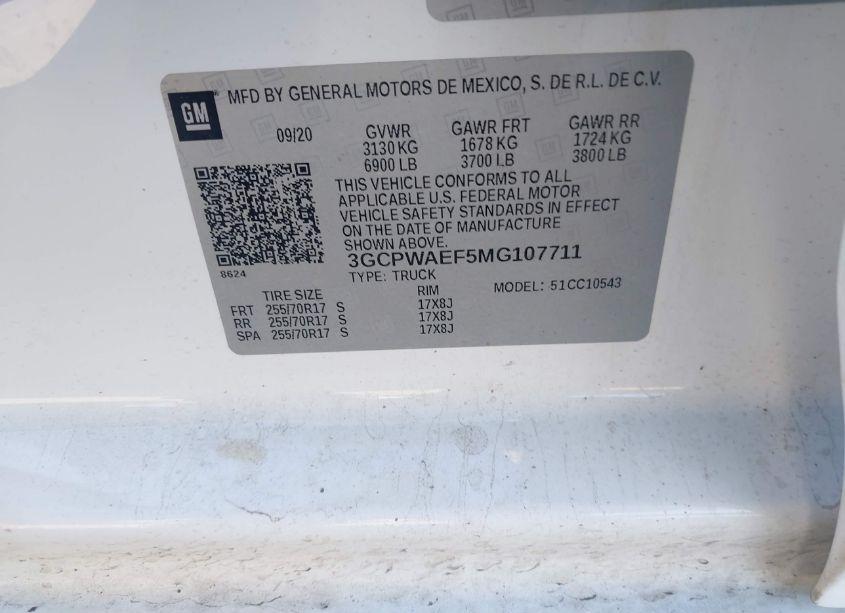 GM
MFD BY GENERAL MOTORS DE MEXICO, S. DE R.L. DE C.V.
09/20 GVWR GAWR FRT GAWR RR
3130 KG 1678 KG 1724 KG
6900 LB 3700 LB 3800 LB
THIS VEHICLE CONFORMS TO ALL
APPLICABLE U.S. FEDERAL MOTOR
VEHICLE SAFETY STANDARDS IN EFFECT
ON THE DATE OF MANUFACTURE
SHOWN ABOVE.
3GCPWAEF5MG107711
8624
TYPE: TRUCK
MODEL: 51CC10543
TIRE SIZE RIM
FRT 255/70R17 S 17X8J
RR 255/70R17 S 17X8J
SPA 255/70R17 S 17X8J